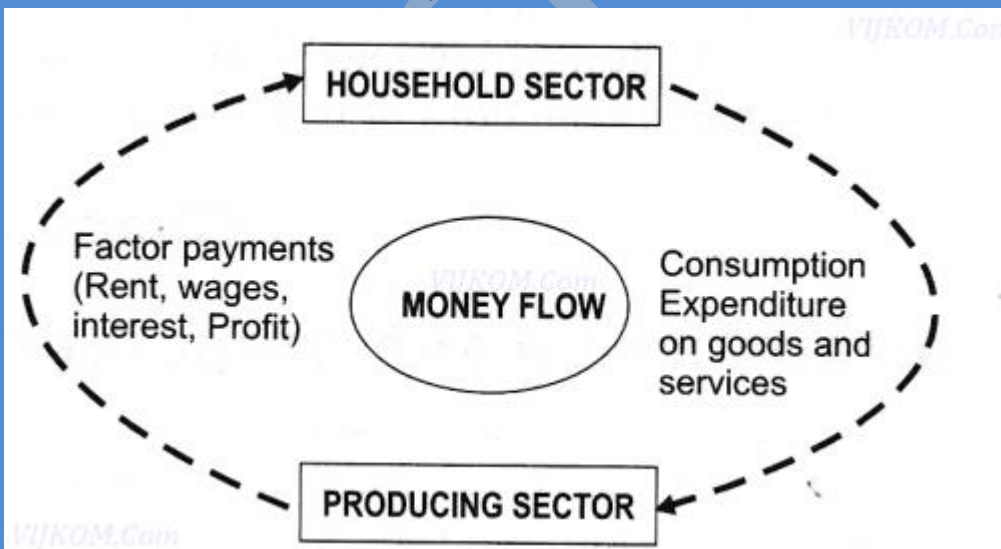 VIJKOM.Com
HOUSEHOLD SECTOR
Factor payments
(Rent, wages,
interest, Profit)
VIJKOM.Com
MONEY FLOW
Consumption
Expenditure
on goods and
services
PRODUCING SECTOR
VIJKOM.Com